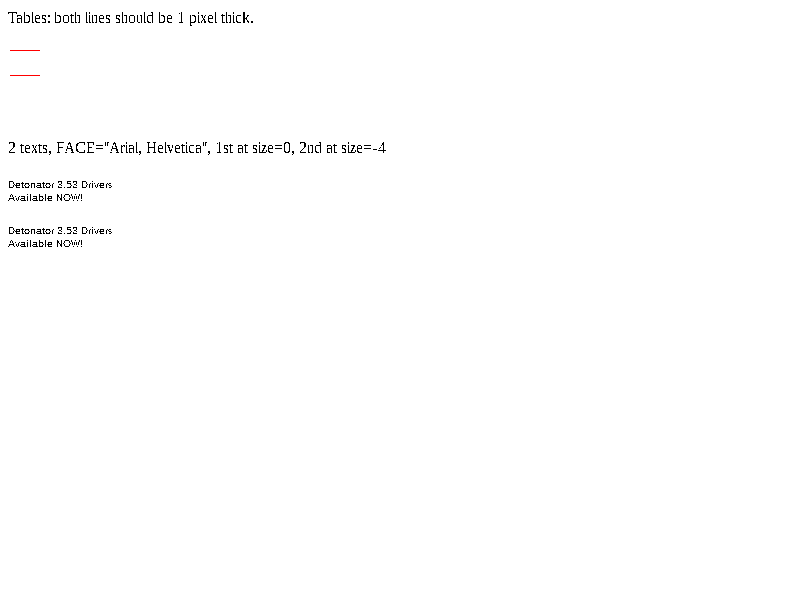 Tables: both lines should be 1 pixel thick.
2 texts, FACE="Arial, Helvetica", 1st at size=0, 2nd at size=-4
Detonator 3.53 Drivers
Available NOW!
Detonator 3.53 Drivers
Available NOW!